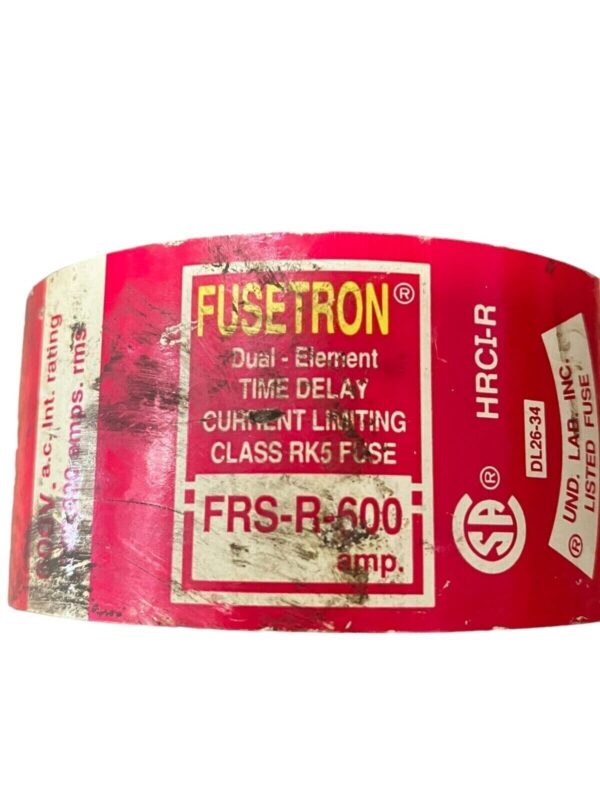 FUSETRON®
Dual - Element
TIME DELAY
CURRENT LIMITING
CLASS RK5 FUSE
FRS-R-600
amp.
a.c. Int. rating
amps. rms
HRCI-R
SA ®
DL26-34
® UND. LAB. INC.
LISTED FUSE